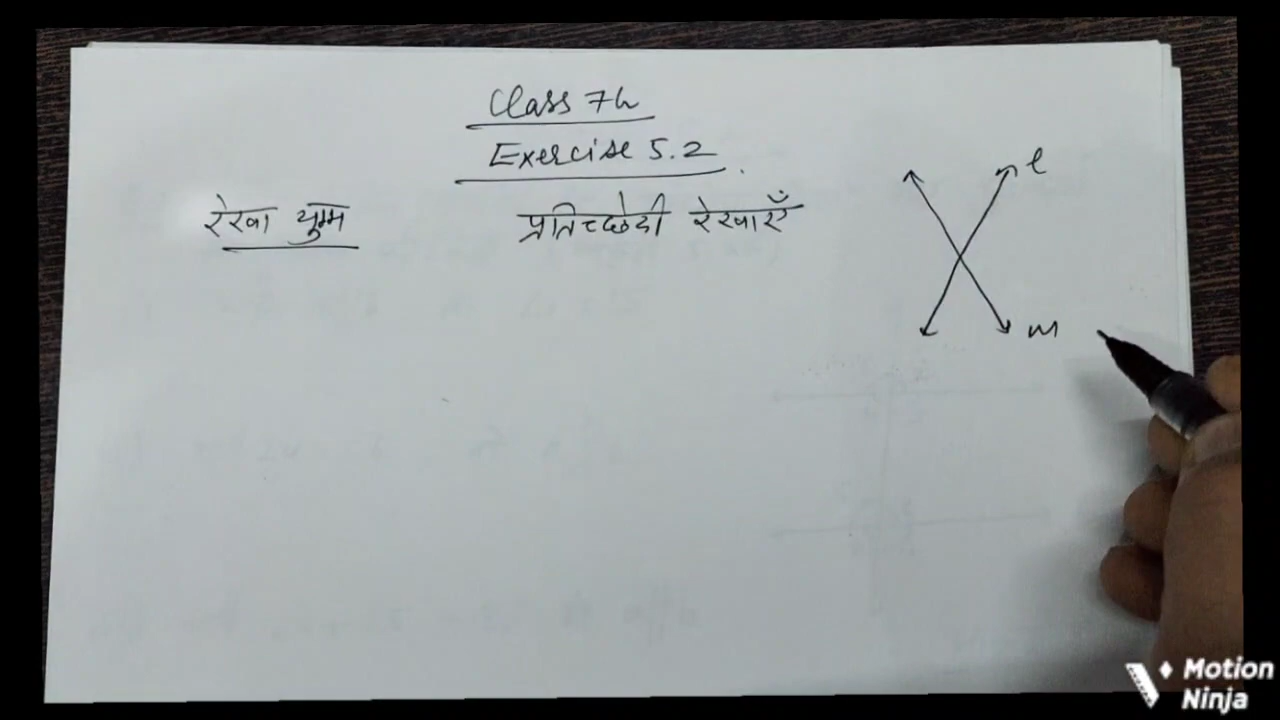 Class 7th
Exercise 5.2
रेखा युग्म
प्रतिच्छेदी रेखाएँ
l
m
Motion
Ninja